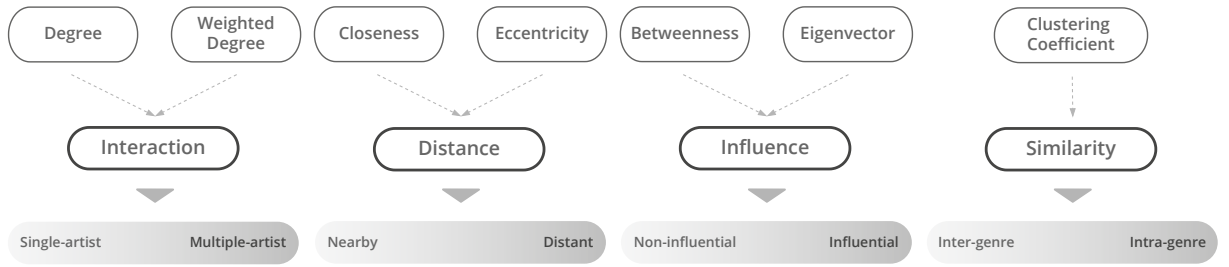 Degree
Weighted
Degree
Closeness
Eccentricity
Betweenness
Eigenvector
Clustering
Coefficient
Interaction
Distance
Influence
Similarity
Single-artist
Multiple-artist
Nearby
Distant
Non-influential
Influential
Inter-genre
Intra-genre